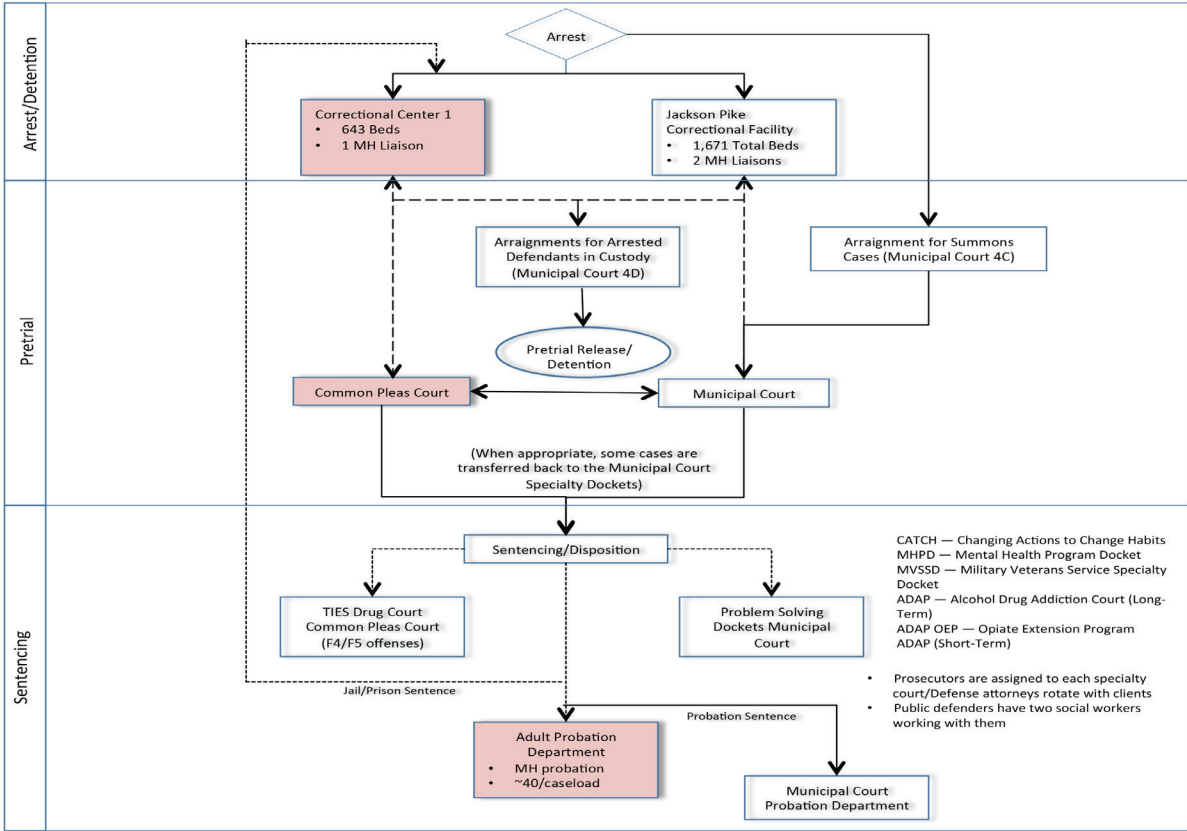 Arrest/Detention
Arrest
Correctional Center 1
• 643 Beds
• 1 MH Liaison
Jackson Pike
Correctional Facility
• 1,671 Total Beds
• 2 MH Liaisons
Pretrial
Arraignments for Arrested
Defendants in Custody
(Municipal Court 4D)
Arraignment for Summons
Cases (Municipal Court 4C)
Pretrial Release/
Detention
Common Pleas Court
Municipal Court
(When appropriate, some cases are
transferred back to the Municipal Court
Specialty Dockets)
Sentencing
Sentencing/Disposition
TIES Drug Court
Common Pleas Court
(F4/F5 offenses)
Problem Solving
Dockets Municipal
Court
CATCH — Changing Actions to Change Habits
MHPD — Mental Health Program Docket
MVSSD — Military Veterans Service Specialty
Docket
ADAP — Alcohol Drug Addiction Court (Long-
Term)
ADAP OEP — Opiate Extension Program
ADAP (Short-Term)
• Prosecutors are assigned to each specialty
court/Defense attorneys rotate with clients
• Public defenders have two social workers
working with them
Jail/Prison Sentence
Probation Sentence
Adult Probation
Department
• MH probation
• ~40/caseload
Municipal Court
Probation Department